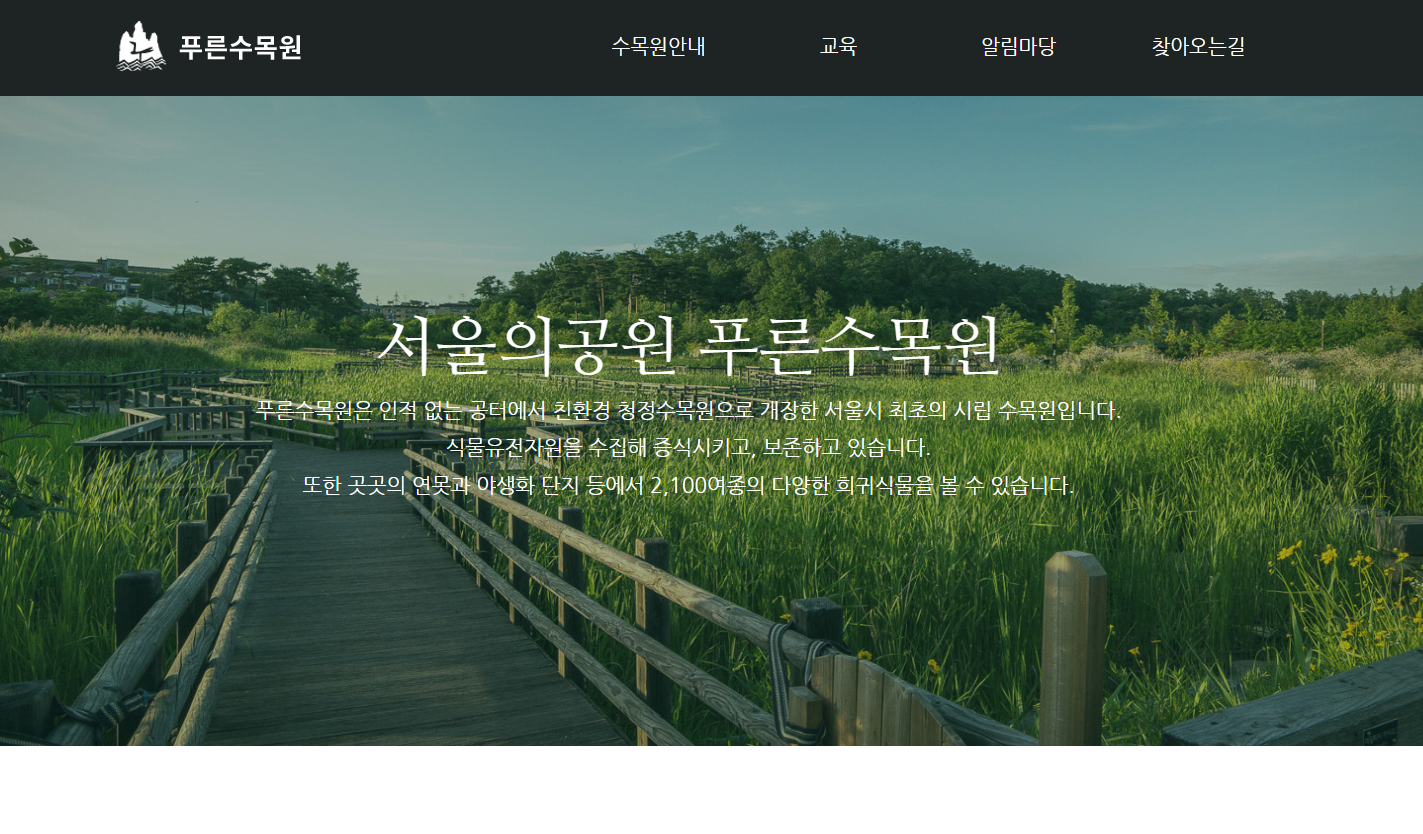 푸른수목원
수목원안내 교육 알림마당 찾아오는길
서울의공원 푸른수목원
푸른수목원은 인적 없는 공터에서 친환경 청정수목원으로 개장한 서울시 최초의 시립 수목원입니다.
식물유전자원을 수집해 증식시키고, 보존하고 있습니다.
또한 곳곳의 연못과 야생화 단지 등에서 2,100여종의 다양한 희귀식물을 볼 수 있습니다.